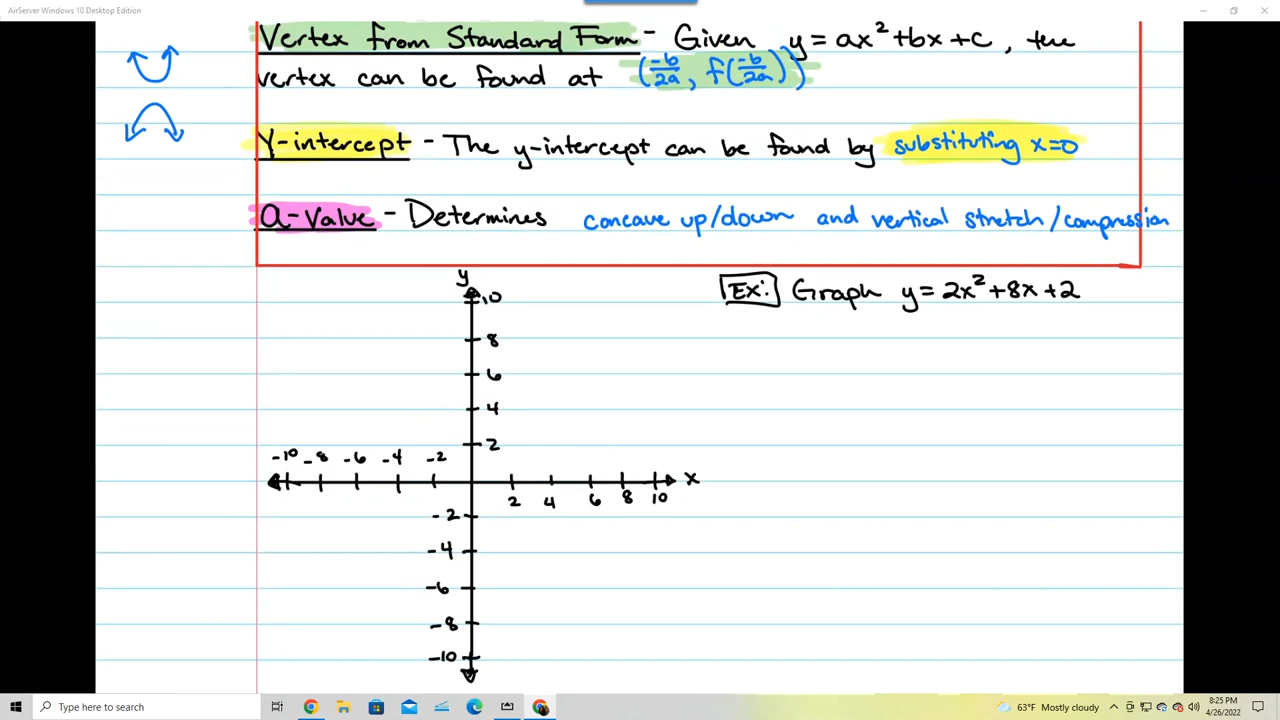 AirServer Windows 10 Desktop Edition
Vertex from Standard Form - Given y = ax² + bx + c, the
vertex can be found at (-b/2a, f(-b/2a))
Y-intercept - The y-intercept can be found by substituting x=0
a-value - Determines concave up/down and vertical stretch/compression
Ex: Graph y = 2x² + 8x + 2
y
10
8
6
4
2
-10 -8 -6 -4 -2
x
2 4 6 8 10
-2
-4
-6
-8
-10
Type here to search
63°F Mostly cloudy
8:25 PM
4/26/2022